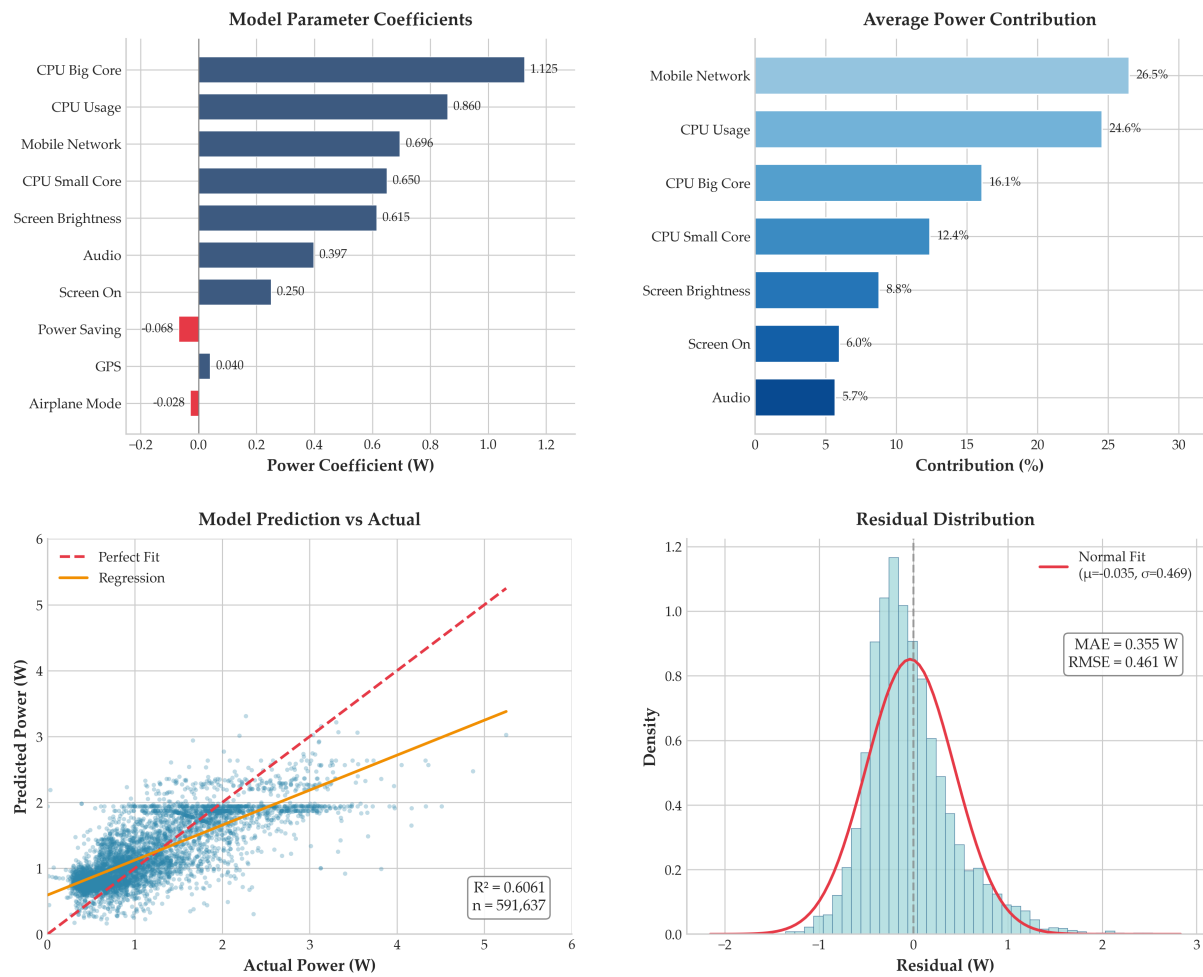 Model Parameter Coefficients
CPU Big Core
1.125
CPU Usage
0.860
Mobile Network
0.696
CPU Small Core
0.650
Screen Brightness
0.615
Audio
0.397
Screen On
0.250
Power Saving
-0.068
GPS
0.040
Airplane Mode
-0.028
−0.2 0.0 0.2 0.4 0.6 0.8 1.0 1.2
Power Coefficient (W)
Average Power Contribution
Mobile Network
26.5%
CPU Usage
24.6%
CPU Big Core
16.1%
CPU Small Core
12.4%
Screen Brightness
8.8%
Screen On
6.0%
Audio
5.7%
0 5 10 15 20 25 30
Contribution (%)
Model Prediction vs Actual
Perfect Fit
Regression
Predicted Power (W)
6
5
4
3
2
1
0
R² = 0.6061
n = 591,637
0 1 2 3 4 5 6
Actual Power (W)
Residual Distribution
Normal Fit
(μ=-0.035, σ=0.469)
MAE = 0.355 W
RMSE = 0.461 W
Density
1.2
1.0
0.8
0.6
0.4
0.2
0.0
−2 −1 0 1 2 3
Residual (W)